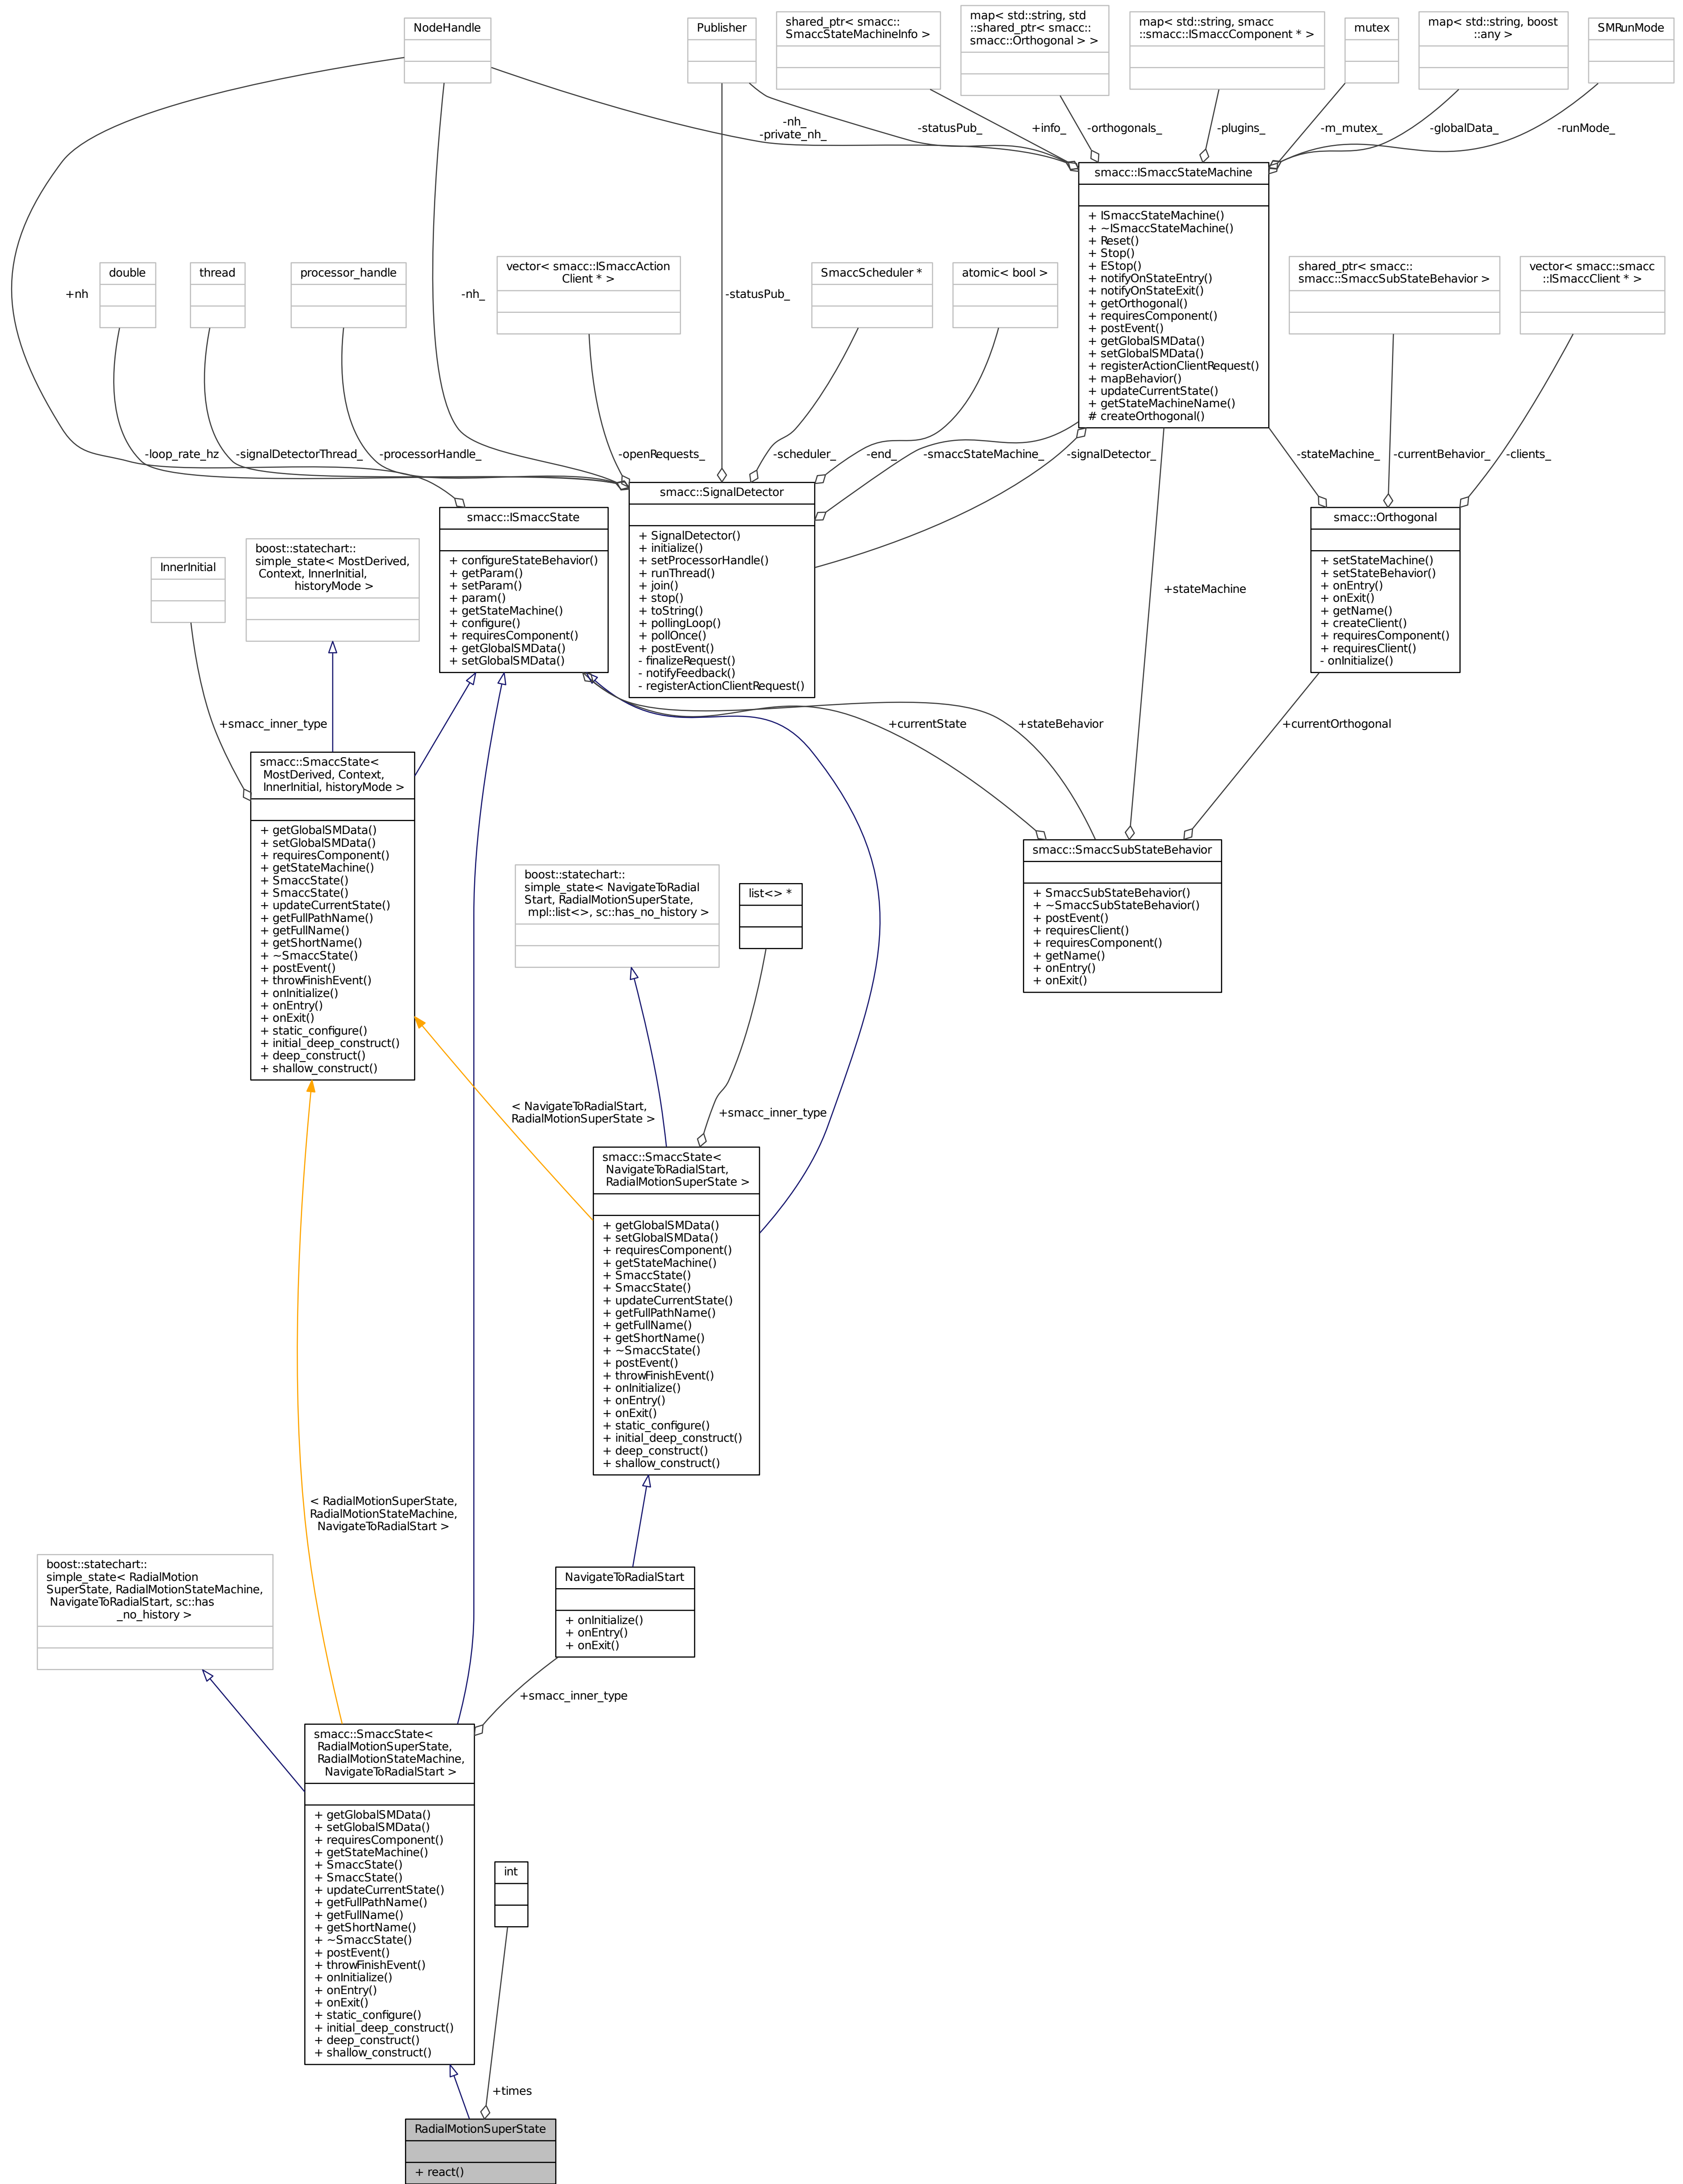 NodeHandle
Publisher
shared_ptr< smacc::
SmaccStateMachineInfo >
map< std::string, std
::shared_ptr< smacc::
smacc::Orthogonal > >
map< std::string, smacc
::smacc::ISmaccComponent * >
mutex
map< std::string, boost
::any >
SMRunMode
-nh_
-private_nh_
-statusPub_
+info_
-orthogonals_
-plugins_
-m_mutex_
-globalData_
-runMode_
smacc::ISmaccStateMachine
+ ISmaccStateMachine()
+ ~ISmaccStateMachine()
+ Reset()
+ Stop()
+ EStop()
+ notifyOnStateEntry()
+ notifyOnStateExit()
+ getOrthogonal()
+ requiresComponent()
+ postEvent()
+ getGlobalSMData()
+ setGlobalSMData()
+ registerActionClientRequest()
+ mapBehavior()
+ updateCurrentState()
+ getStateMachineName()
# createOrthogonal()
+nh
double
thread
processor_handle
-nh_
vector< smacc::ISmaccAction
Client * >
-statusPub_
SmaccScheduler *
atomic< bool >
shared_ptr< smacc::
smacc::SmaccSubStateBehavior >
vector< smacc::smacc
::ISmaccClient * >
-loop_rate_hz
-signalDetectorThread_
-processorHandle_
-openRequests_
-scheduler_
-end_
-smaccStateMachine_
-signalDetector_
-stateMachine_
-currentBehavior_
-clients_
smacc::SignalDetector
+ SignalDetector()
+ initialize()
+ setProcessorHandle()
+ runThread()
+ join()
+ stop()
+ toString()
+ pollingLoop()
+ pollOnce()
+ postEvent()
- finalizeRequest()
- notifyFeedback()
- registerActionClientRequest()
smacc::ISmaccState
+ configureStateBehavior()
+ getParam()
+ setParam()
+ param()
+ getStateMachine()
+ configure()
+ requiresComponent()
+ getGlobalSMData()
+ setGlobalSMData()
smacc::Orthogonal
+ setStateMachine()
+ setStateBehavior()
+ onEntry()
+ onExit()
+ getName()
+ createClient()
+ requiresComponent()
+ requiresClient()
- onInitialize()
InnerInitial
boost::statechart::
simple_state< MostDerived,
Context, InnerInitial,
historyMode >
+stateMachine
+smacc_inner_type
+currentState
+stateBehavior
+currentOrthogonal
smacc::SmaccState<
MostDerived, Context,
InnerInitial, historyMode >
+ getGlobalSMData()
+ setGlobalSMData()
+ requiresComponent()
+ getStateMachine()
+ SmaccState()
+ SmaccState()
+ updateCurrentState()
+ getFullPathName()
+ getFullName()
+ getShortName()
+ ~SmaccState()
+ postEvent()
+ throwFinishEvent()
+ onInitialize()
+ onEntry()
+ onExit()
+ static_configure()
+ initial_deep_construct()
+ deep_construct()
+ shallow_construct()
smacc::SmaccSubStateBehavior
+ SmaccSubStateBehavior()
+ ~SmaccSubStateBehavior()
+ postEvent()
+ requiresClient()
+ requiresComponent()
+ getName()
+ onEntry()
+ onExit()
boost::statechart::
simple_state< NavigateToRadial
Start, RadialMotionSuperState,
mpl::list<>, sc::has_no_history >
list<> *
< NavigateToRadialStart,
RadialMotionSuperState >
+smacc_inner_type
smacc::SmaccState<
NavigateToRadialStart,
RadialMotionSuperState >
+ getGlobalSMData()
+ setGlobalSMData()
+ requiresComponent()
+ getStateMachine()
+ SmaccState()
+ SmaccState()
+ updateCurrentState()
+ getFullPathName()
+ getFullName()
+ getShortName()
+ ~SmaccState()
+ postEvent()
+ throwFinishEvent()
+ onInitialize()
+ onEntry()
+ onExit()
+ static_configure()
+ initial_deep_construct()
+ deep_construct()
+ shallow_construct()
< RadialMotionSuperState,
RadialMotionStateMachine,
NavigateToRadialStart >
boost::statechart::
simple_state< RadialMotion
SuperState, RadialMotionStateMachine,
NavigateToRadialStart, sc::has
_no_history >
NavigateToRadialStart
+ onInitialize()
+ onEntry()
+ onExit()
+smacc_inner_type
smacc::SmaccState<
RadialMotionSuperState,
RadialMotionStateMachine,
NavigateToRadialStart >
+ getGlobalSMData()
+ setGlobalSMData()
+ requiresComponent()
+ getStateMachine()
+ SmaccState()
+ SmaccState()
+ updateCurrentState()
+ getFullPathName()
+ getFullName()
+ getShortName()
+ ~SmaccState()
+ postEvent()
+ throwFinishEvent()
+ onInitialize()
+ onEntry()
+ onExit()
+ static_configure()
+ initial_deep_construct()
+ deep_construct()
+ shallow_construct()
int
+times
RadialMotionSuperState
+ react()